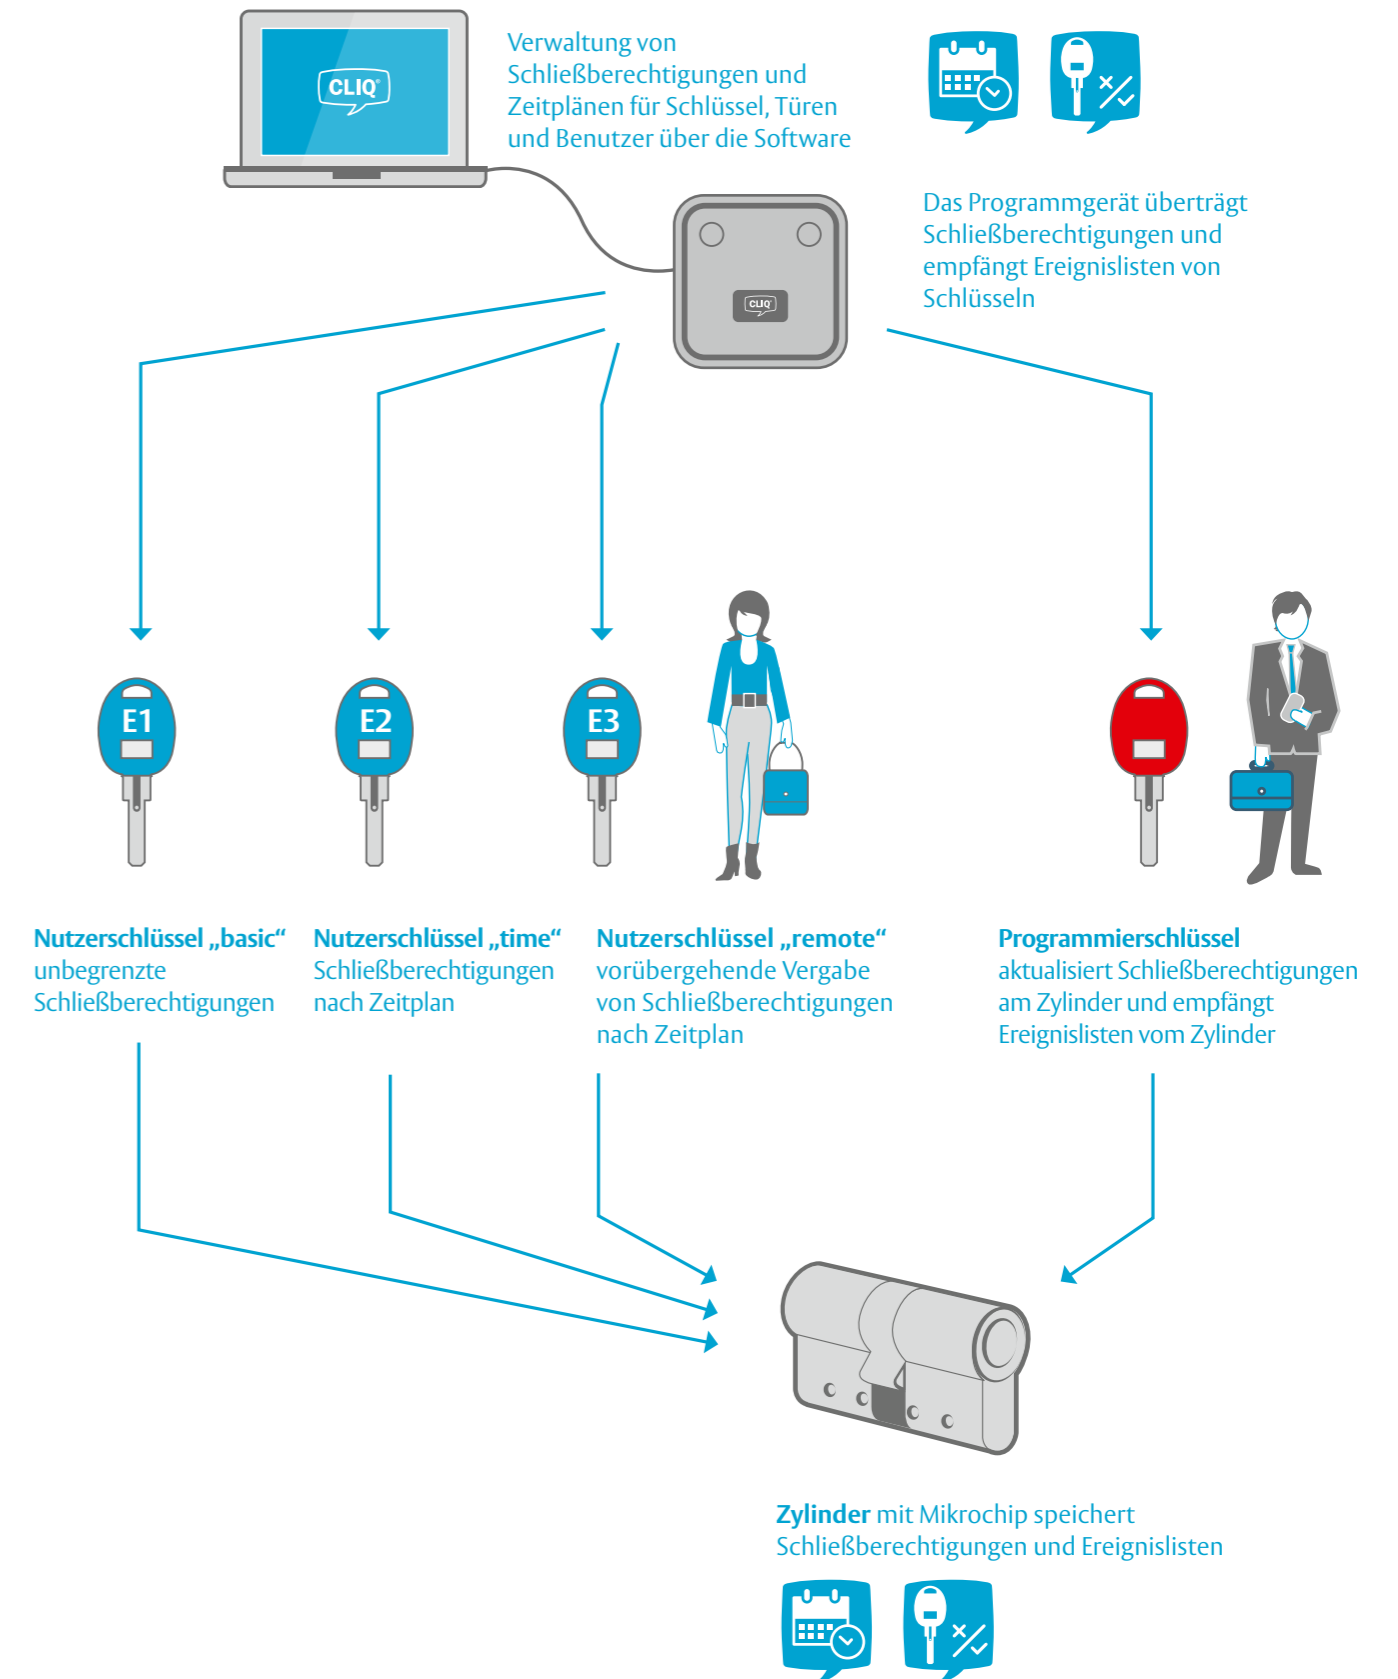 CLIQ®
Verwaltung von
Schließberechtigungen und
Zeitplänen für Schlüssel, Türen
und Benutzer über die Software
Das Programmgerät überträgt
Schließberechtigungen und
empfängt Ereignislisten von
Schlüsseln
CLIQ
E1
E2
E3
Nutzerschlüssel „basic“
unbegrenzte
Schließberechtigungen
Nutzerschlüssel „time“
Schließberechtigungen
nach Zeitplan
Nutzerschlüssel „remote“
vorübergehende Vergabe
von Schließberechtigungen
nach Zeitplan
Programmierschlüssel
aktualisiert Schließberechtigungen
am Zylinder und empfängt
Ereignislisten vom Zylinder
Zylinder mit Mikrochip speichert
Schließberechtigungen und Ereignislisten